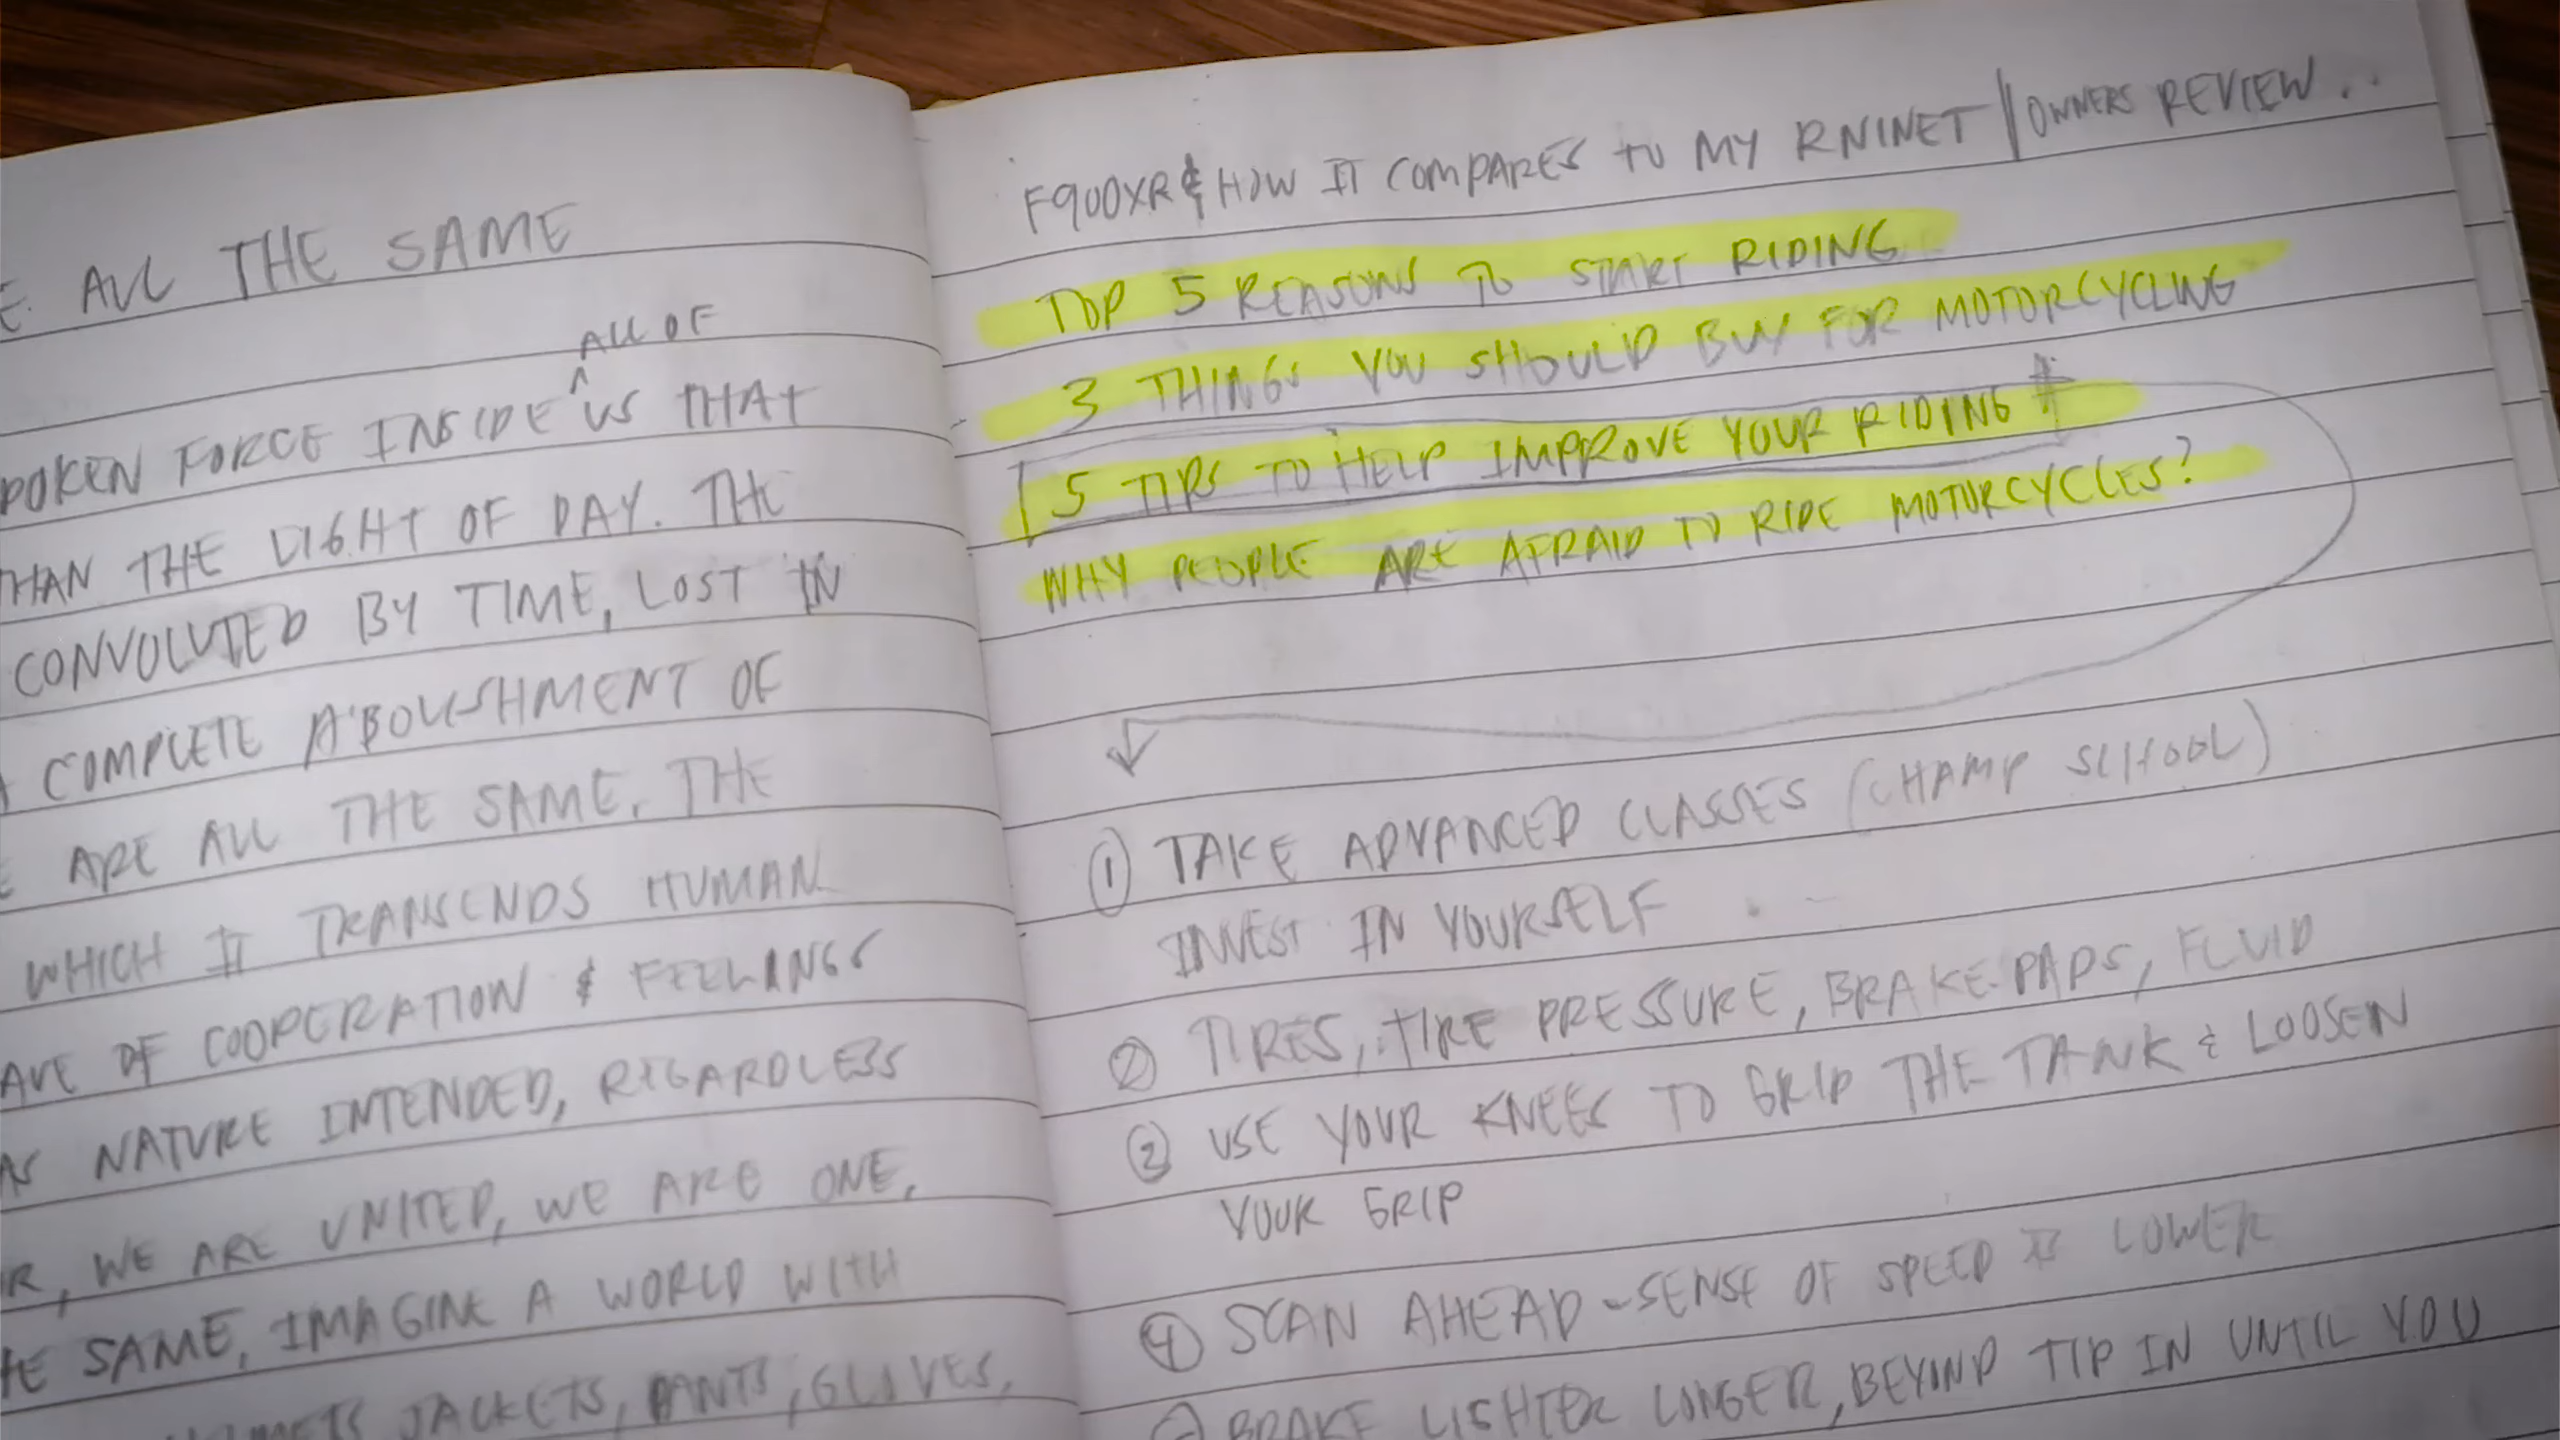 ALL THE SAME
ALL OF
POKEN FORCE INSIDE ^ US THAT
THAN THE LIGHT OF DAY. THE
CONVOLUTED BY TIME, LOST IN
COMPLETE ABOLISHMENT OF
ARE ALL THE SAME. THE
WHICH IT TRANSCENDS HUMAN
AVE OF COOPERATION & FEELINGS
AS NATURE INTENDED, REGARDLESS
R, WE ARE UNITED, WE ARE ONE.
HE SAME, IMAGINE A WORLD WITH
JACKETS, PANTS, GLOVES,
F900XR & HOW IT COMPARES TO MY RNINET | OWNERS REVIEW..
TOP 5 REASONS TO START RIDING
3 THINGS YOU SHOULD BUY FOR MOTORCYCLING
5 TIPS TO HELP IMPROVE YOUR RIDING #
WHY PEOPLE ARE AFRAID TO RIDE MOTORCYCLES?
① TAKE ADVANCED CLASSES (CHAMP SCHOOL)
INVEST IN YOURSELF
② TIRES, TIRE PRESSURE, BRAKE PADS, FLUID
③ USE YOUR KNEES TO GRIP THE TANK & LOOSEN
YOUR GRIP
④ SCAN AHEAD - SENSE OF SPEED IS LOWER
BRAKE LIGHTER LONGER, BEYOND TIP IN UNTIL YOU